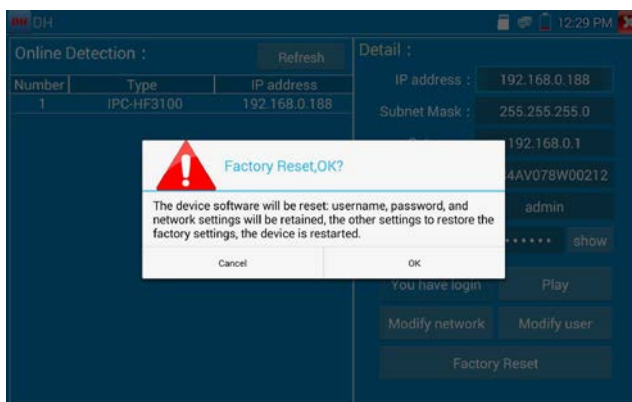 DH DH
12:29 PM
Online Detection :
Refresh
Number Type IP address
1 IPC-HF3100 192.168.0.188
Detail :
IP address : 192.168.0.188
Subnet Mask : 255.255.255.0
192.168.0.1
4AV078W00212
admin
show
Factory Reset,OK?
The device software will be reset: username, password, and
network settings will be retained, the other settings to restore the
factory settings, the device is restarted.
Cancel OK
You have login Play
Modify network Modify user
Factory Reset